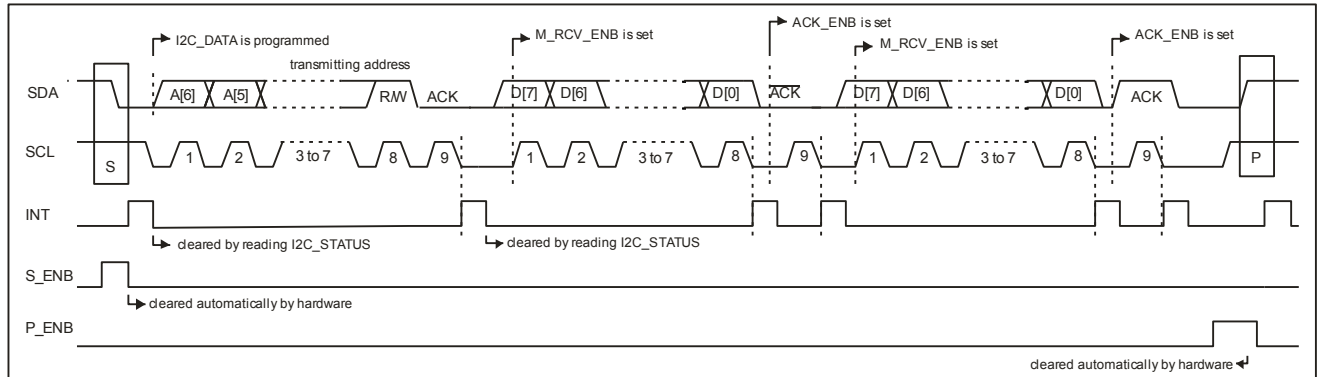 ACK_ENB is set
I2C_DATA is programmed
M_RCV_ENB is set
M_RCV_ENB is set
ACK_ENB is set
transmitting address
SDA
A[6] A[5] R/W ACK D[7] D[6] D[0] ACK D[7] D[6] D[0] ACK
SCL
S 1 2 3 to 7 8 9 1 2 3 to 7 8 9 1 2 3 to 7 8 9 P
INT
cleared by reading I2C_STATUS
cleared by reading I2C_STATUS
S_ENB
cleared automatically by hardware
P_ENB
cleared automatically by hardware